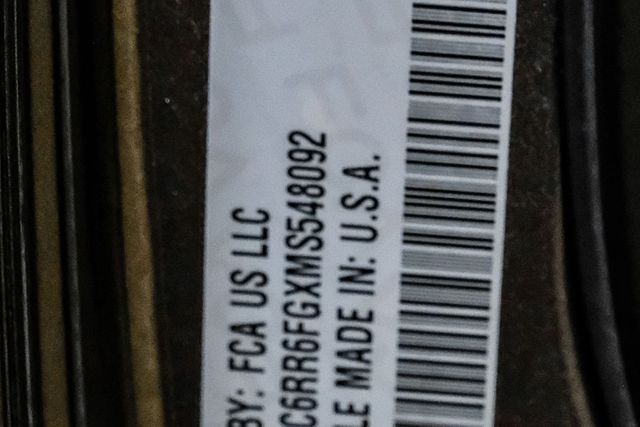 BY: FCA US LLC
C6RR6FGXMS548092
LE MADE IN: U.S.A.